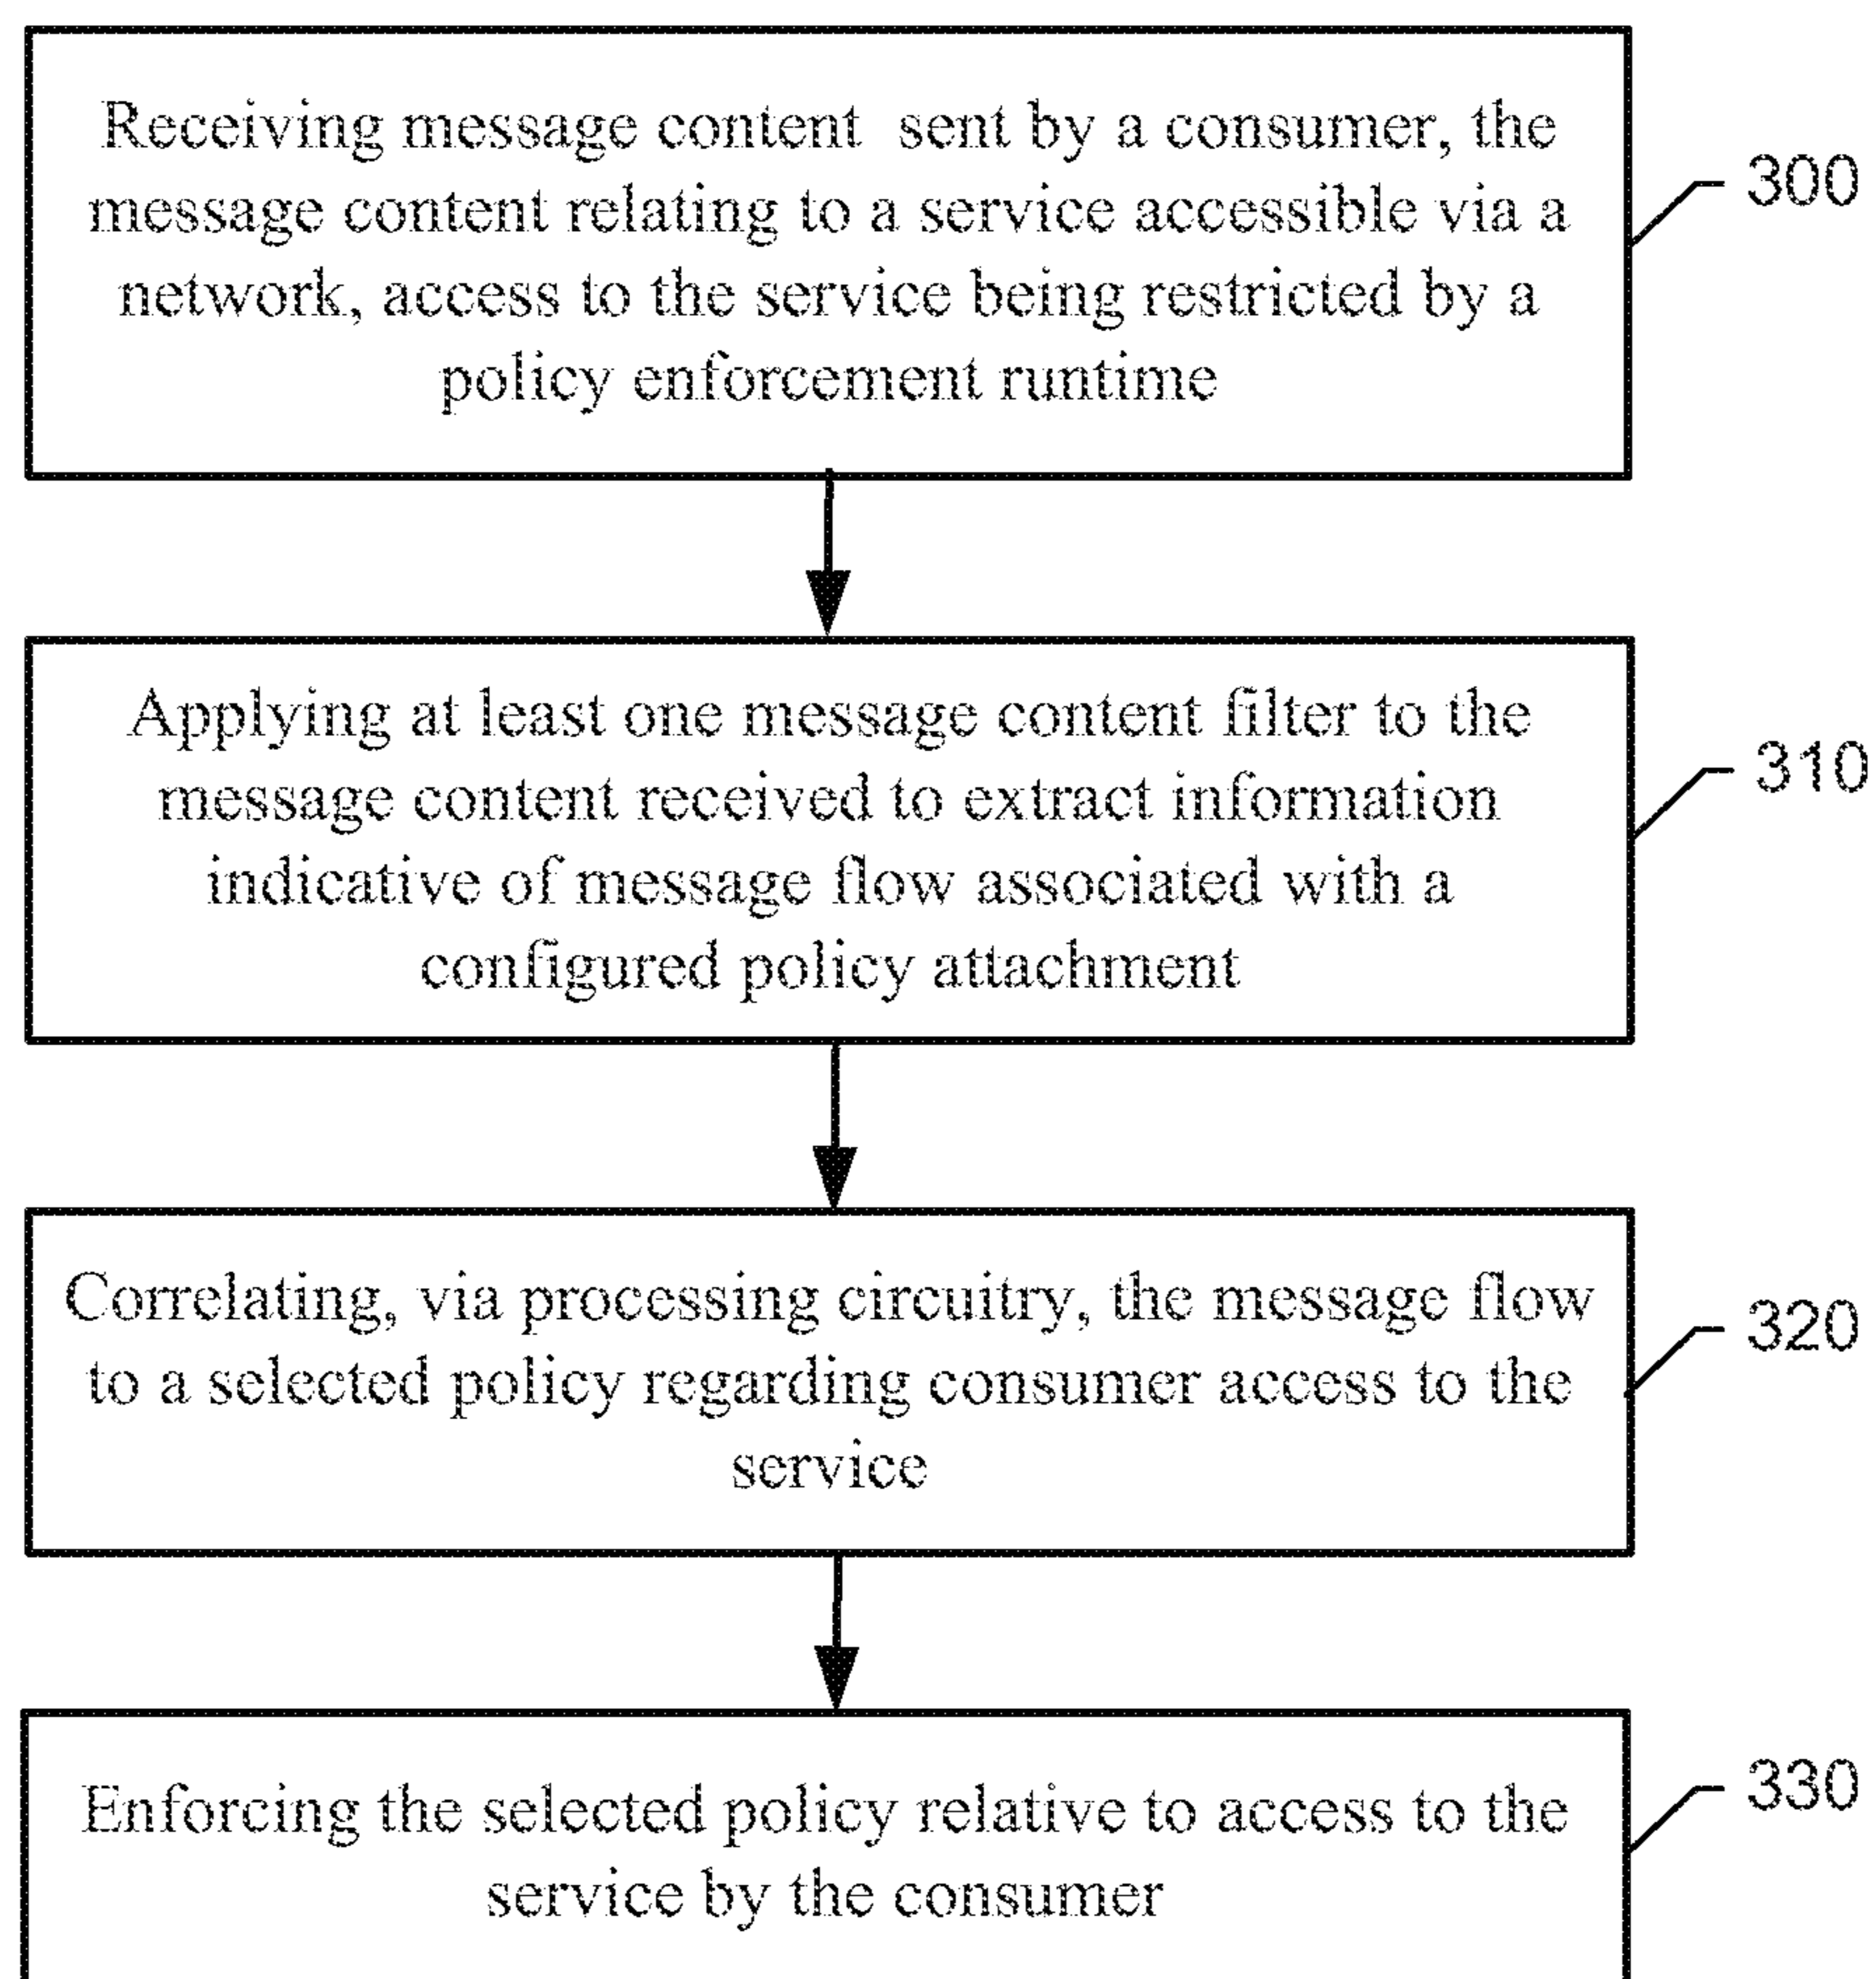 Receiving message content sent by a consumer, the
message content relating to a service accessible via a
network, access to the service being restricted by a
policy enforcement runtime
300
Applying at least one message content filter to the
message content received to extract information
indicative of message flow associated with a
configured policy attachment
310
Correlating, via processing circuitry, the message flow
to a selected policy regarding consumer access to the
service
320
Enforcing the selected policy relative to access to the
service by the consumer
330